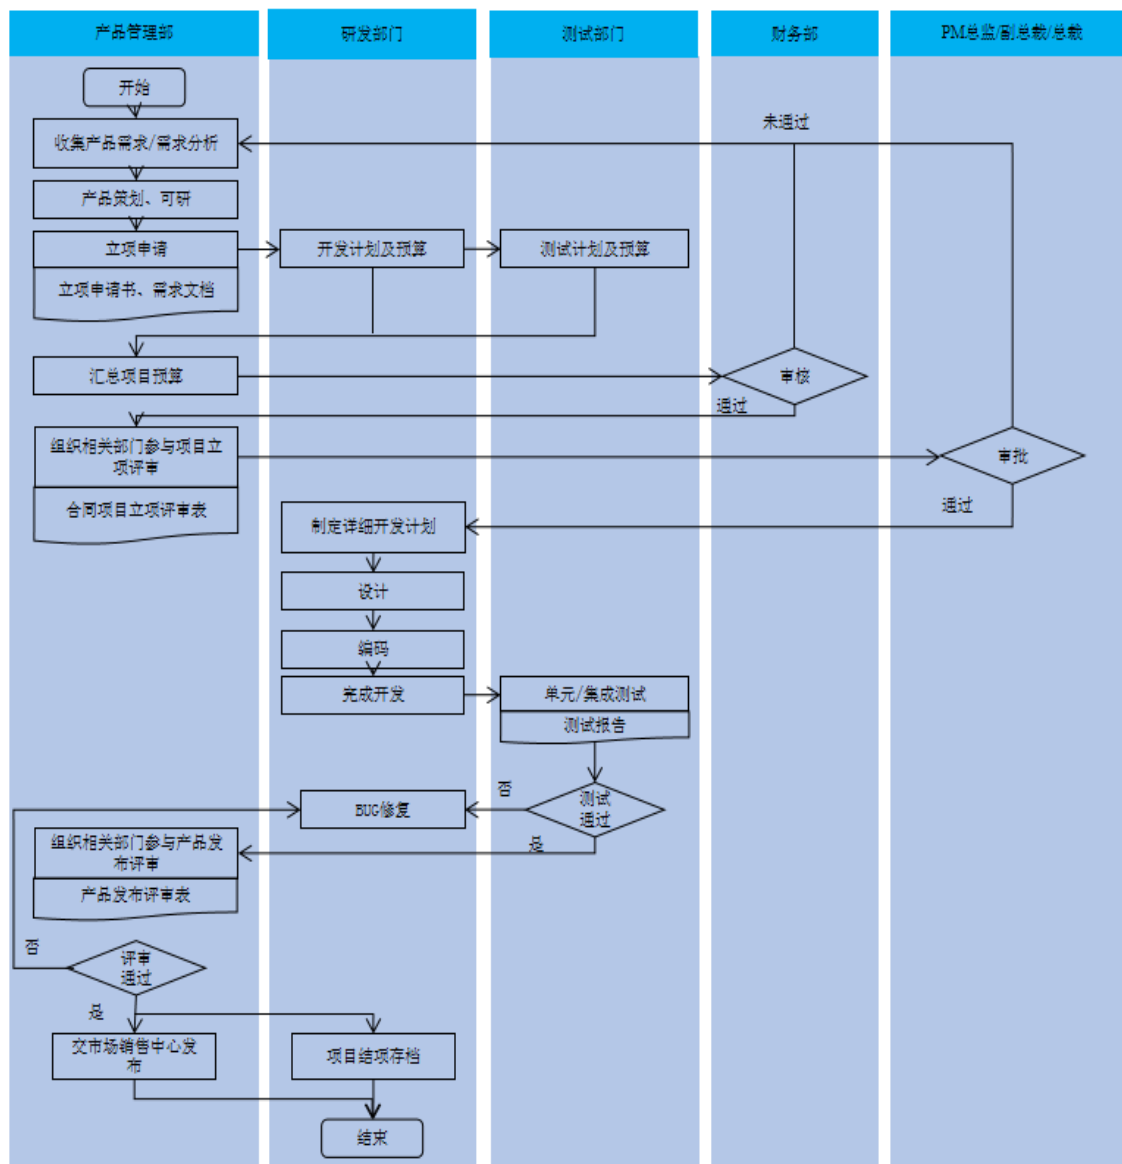 产品管理部
研发部门
测试部门
财务部
PM总监/副总裁/总裁
开始
未通过
收集产品需求/需求分析
产品策划、可研
立项申请
开发计划及预算
测试计划及预算
立项申请书、需求文档
汇总项目预算
审核
通过
组织相关部门参与项目立
项评审
审批
合同项目立项评审表
通过
制定详细开发计划
设计
编码
完成开发
单元/集成测试
测试报告
否
BUG修复
测试
通过
是
组织相关部门参与产品发
布评审
产品发布评审表
否
评审
通过
是
交市场销售中心发
布
项目结项存档
结束